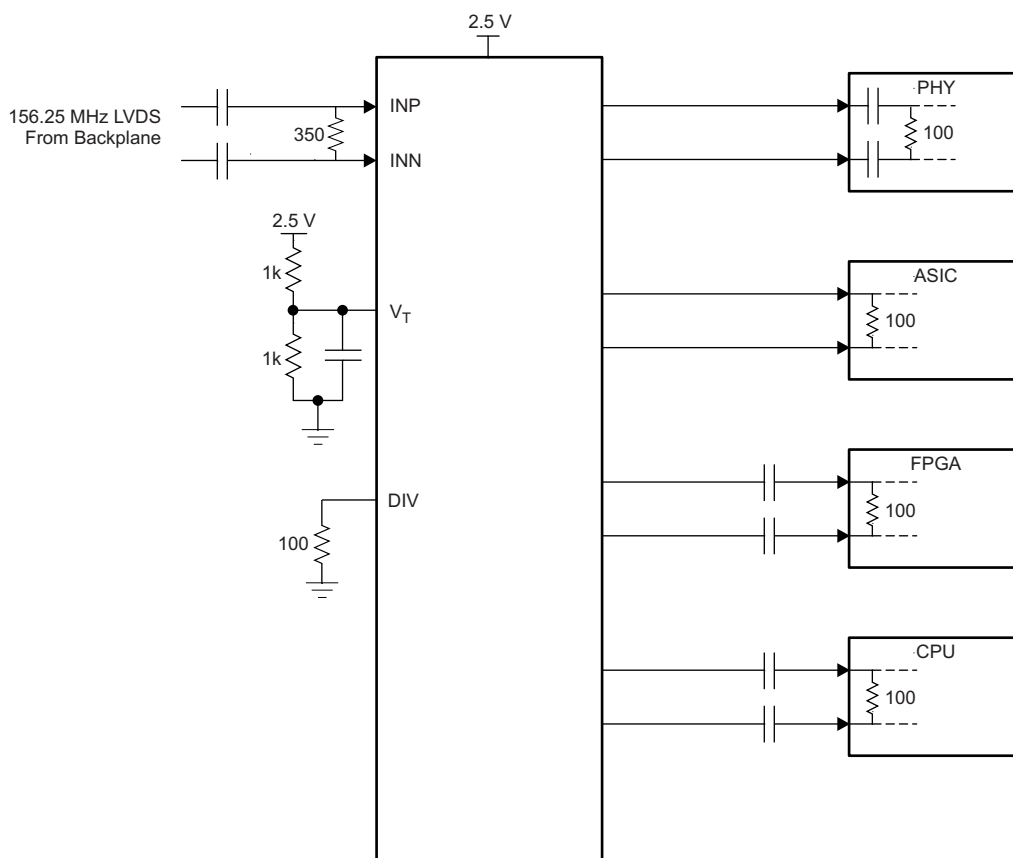 2.5 V
156.25 MHz LVDS
From Backplane
350
INP
INN
2.5 V
1k
1k
V_T
DIV
100
PHY
100
ASIC
100
FPGA
100
CPU
100